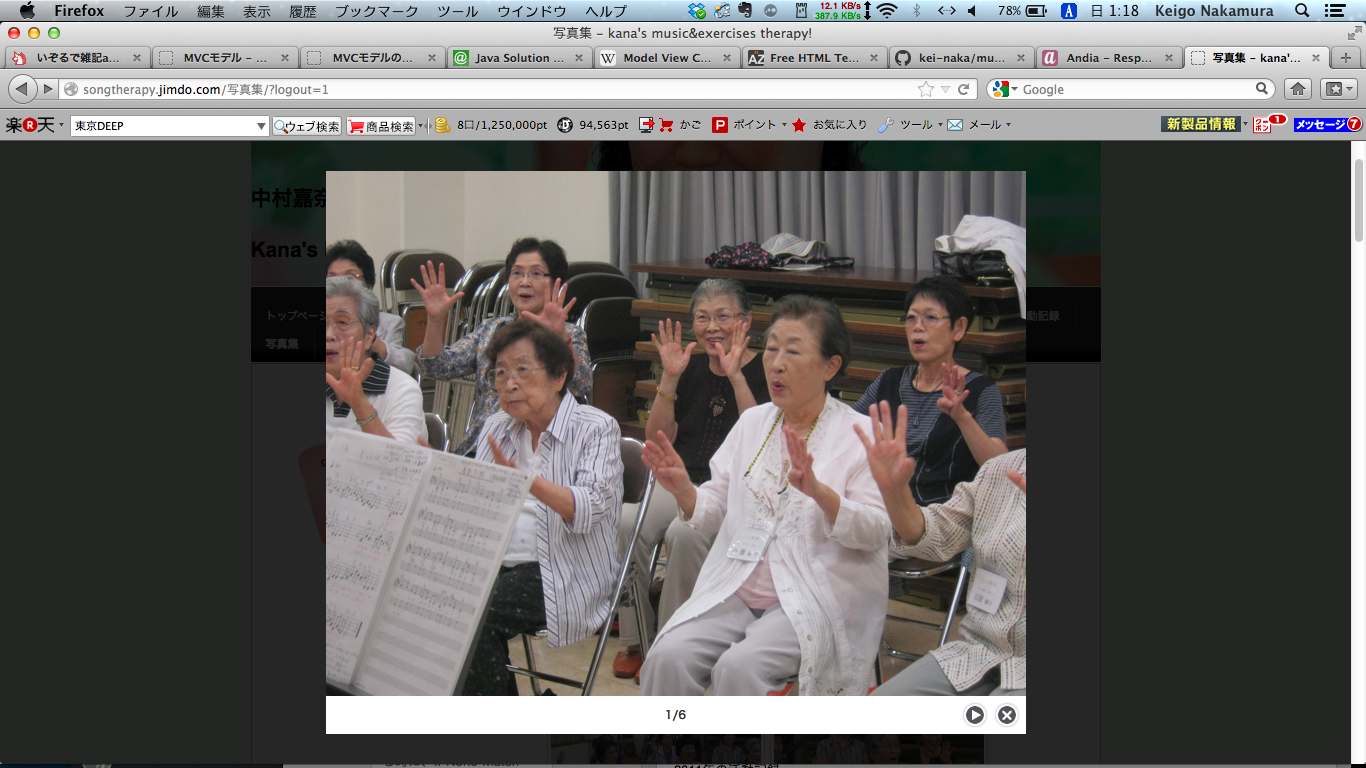 Firefox ファイル 編集 表示 履歴 ブックマーク ツール ウインドウ ヘルプ 12.1 KB/s 387.9 KB/s 78% A 日 1:18 Keigo Nakamura
写真集 – kana's music&exercises therapy!
いぞるで雑記a... MVCモデル – ... MVCモデルの... Java Solution ... W Model View C... AZ Free HTML Te... kei-naka/mu... a Andia – Resp... 写真集 – kana'...
songtherapy.jimdo.com/写真集/?logout=1 Google
楽R天 東京DEEP ウェブ検索 商品検索 8口/1,250,000pt 94,563pt かご P ポイント お気に入り ツール メール 新製品情報 クーポン 1 メッセージ 7
中村嘉奈
Kana's
トップページ 動記録
写真集
1/6